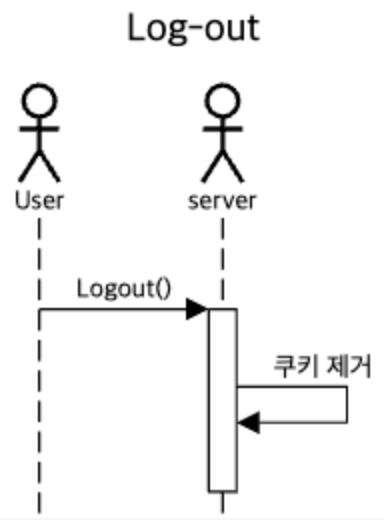 Log-out
User
server
Logout()
쿠키 제거